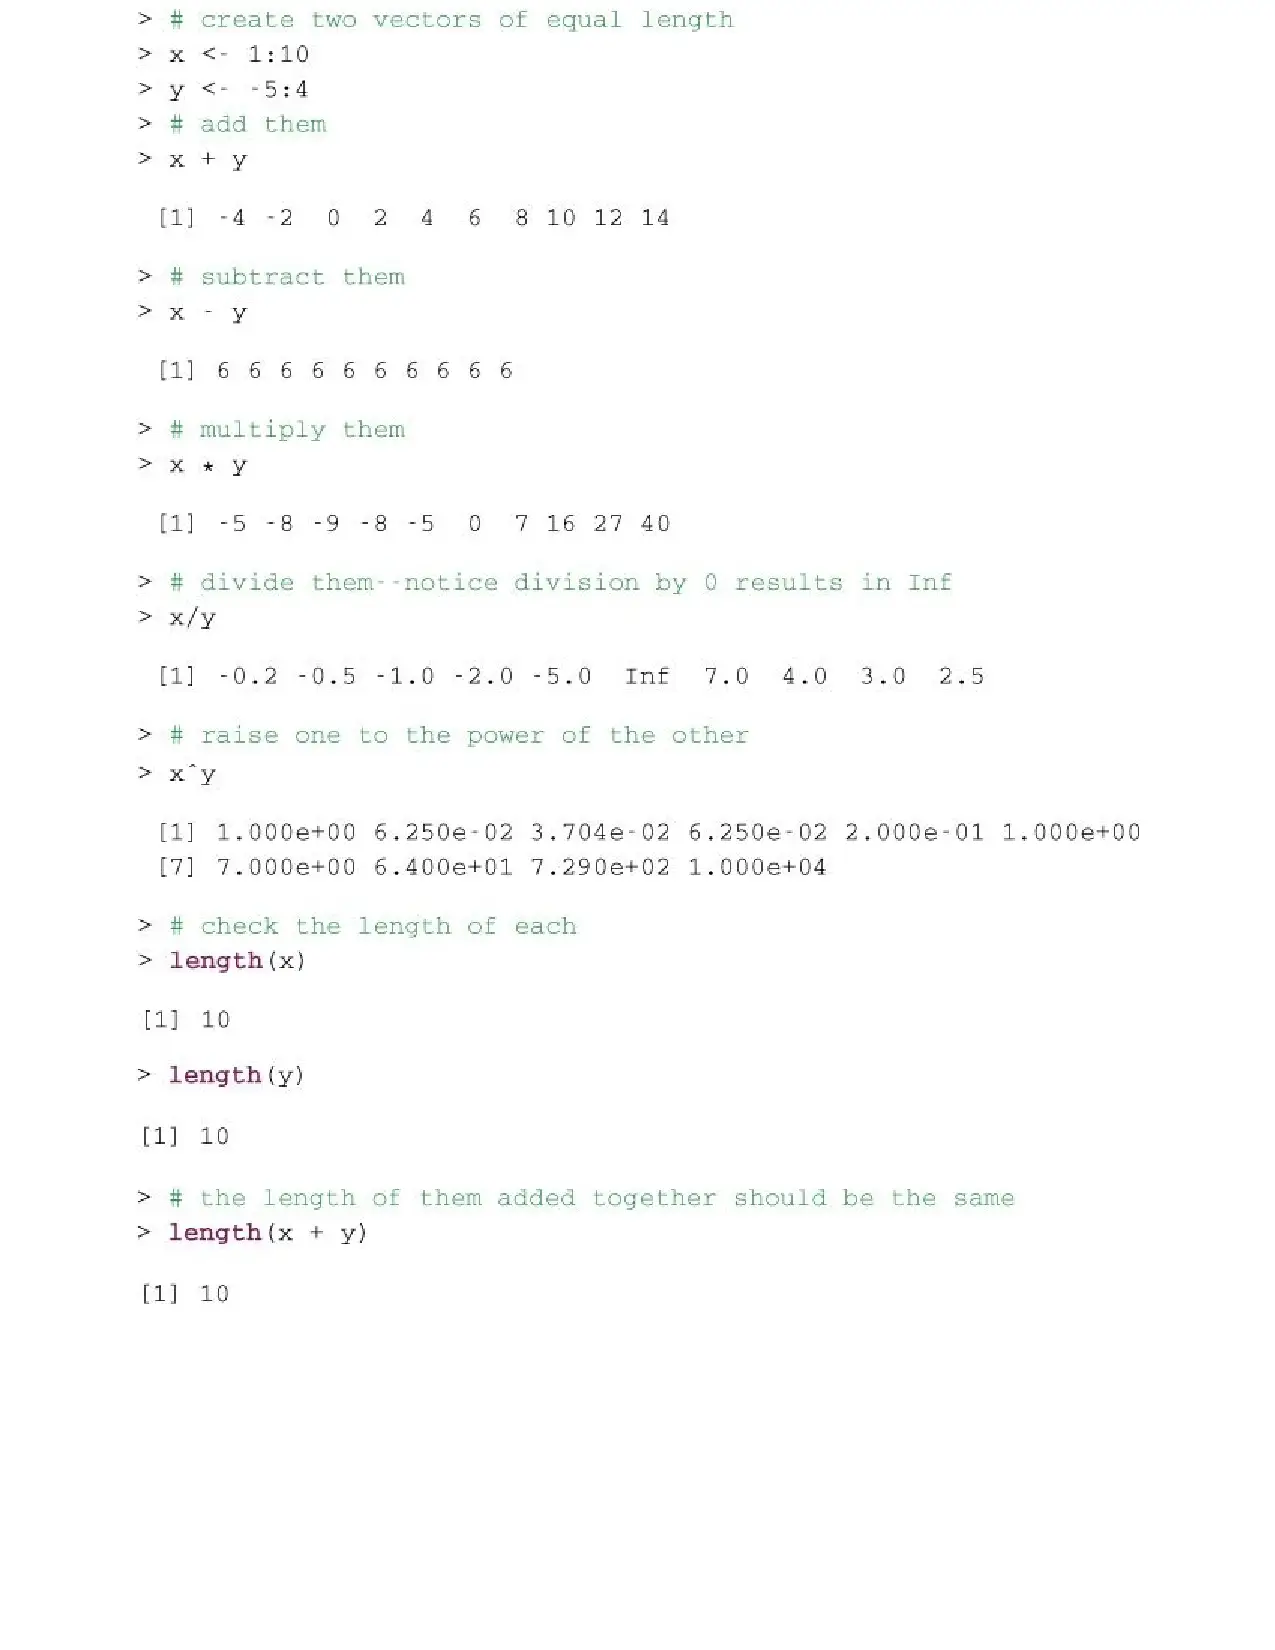 > # create two vectors of equal length
> x <- 1:10
> y <- -5:4
> # add them
> x + y
[1] -4 -2 0 2 4 6 8 10 12 14
> # subtract them
> x - y
[1] 6 6 6 6 6 6 6 6 6 6
> # multiply them
> x * y
[1] -5 -8 -9 -8 -5 0 7 16 27 40
> # divide them--notice division by 0 results in Inf
> x/y
[1] -0.2 -0.5 -1.0 -2.0 -5.0 Inf 7.0 4.0 3.0 2.5
> # raise one to the power of the other
> x^y
[1] 1.000e+00 6.250e-02 3.704e-02 6.250e-02 2.000e-01 1.000e+00
[7] 7.000e+00 6.400e+01 7.290e+02 1.000e+04
> # check the length of each
> length(x)
[1] 10
> length(y)
[1] 10
> # the length of them added together should be the same
> length(x + y)
[1] 10